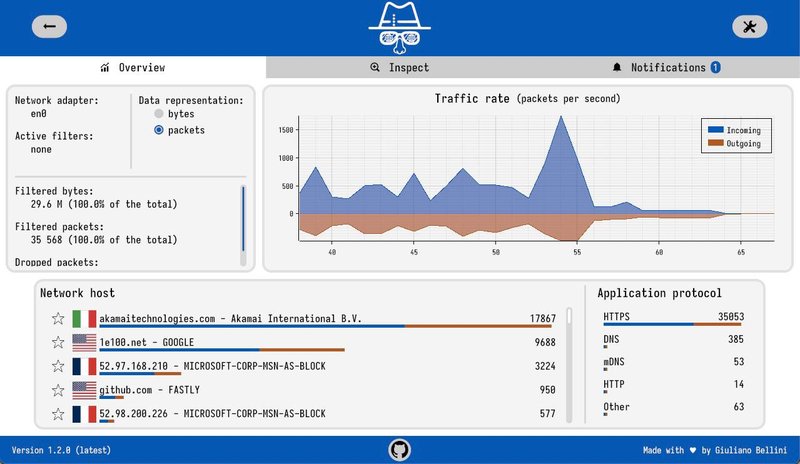 Overview
Inspect
Notifications 1
Network adapter:
en0
Active filters:
none
Data representation:
bytes
packets
Filtered bytes:
29.6 M (100.0% of the total)
Filtered packets:
35 568 (100.0% of the total)
Dropped packets:
Traffic rate (packets per second)
Incoming
Outgoing
1500
1000
500
0
500
40
45
50
55
60
65
Network host
akamaitechnologies.com - Akamai International B.V. 17867
1e100.net - GOOGLE 9688
52.97.168.210 - MICROSOFT-CORP-MSN-AS-BLOCK 3224
github.com - FASTLY 950
52.98.200.226 - MICROSOFT-CORP-MSN-AS-BLOCK 577
Application protocol
HTTPS 35053
DNS 385
mDNS 53
HTTP 14
Other 63
Version 1.2.0 (latest)
Made with ♥ by Giuliano Bellini